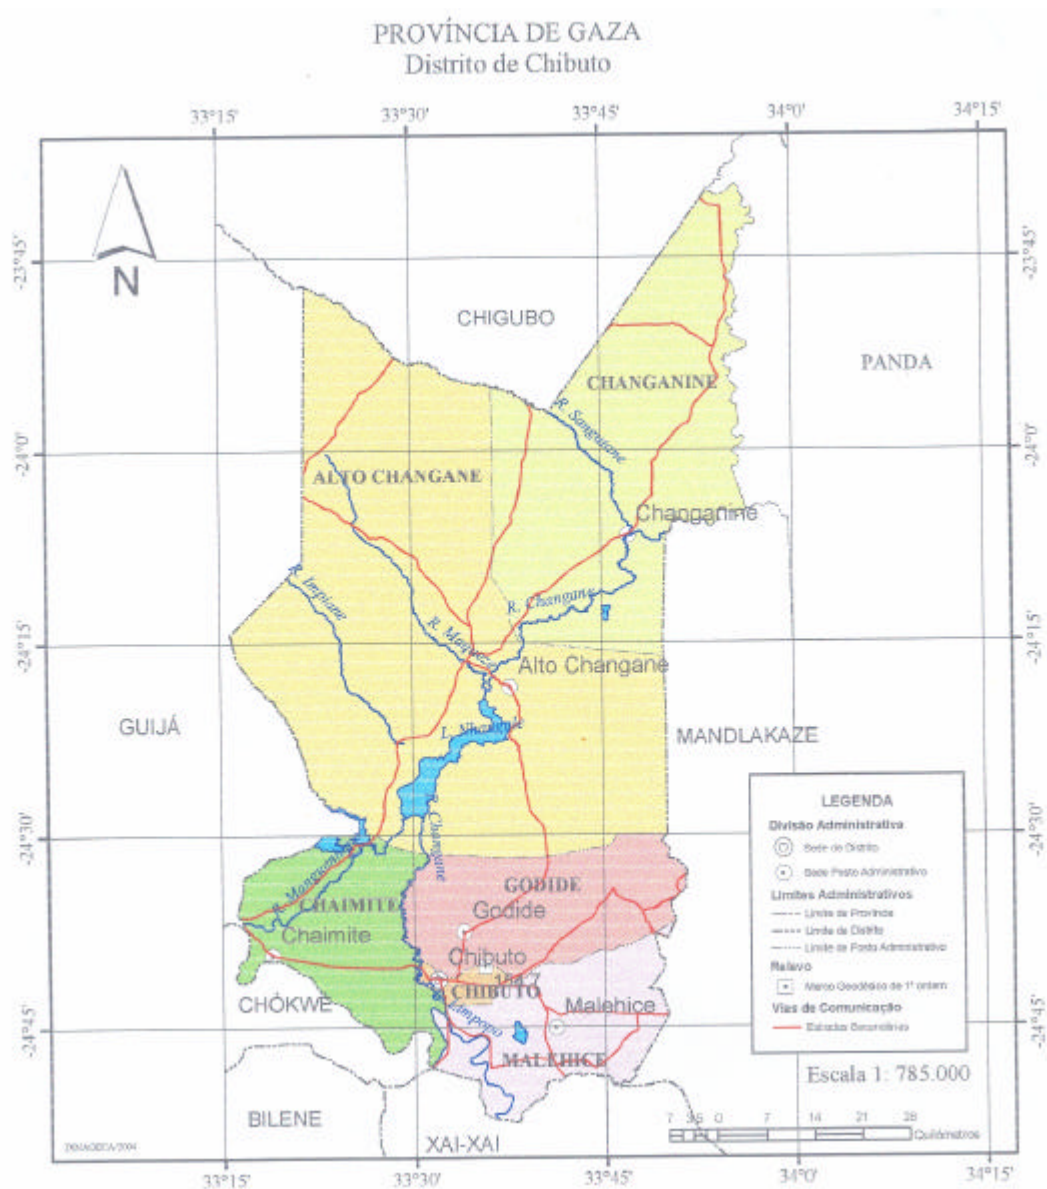 PROVÍNCIA DE GAZA
Distrito de Chibuto
33°15'
33°30'
33°45'
34°0'
34°15'
-23°45'
-23°45'
N
CHIGUBO
PANDA
CHANGANINE
R. Sangutane
-24°0'
-24°0'
ALTO CHANGANE
Changanine
R. Impiane
R. Changane
-24°15'
-24°15'
Alto Changane
GUIJÁ
MANDLAKAZE
-24°30'
-24°30'
R. Changane
GODIDE
CHAIMITE
Godide
Chaimite
Chibuto
CHIBUTO
CHÓKWE
Malehice
-24°45'
-24°45'
MALEHICE
BILENE
XAI-XAI
LEGENDA
Divisão Administrativa
Sede de Distrito
Sede Posto Administrativo
Limites Administrativos
Limite de Província
Limite de Distrito
Limite de Posto Administrativo
Relevo
Marco Geodésico de 1ª ordem
Vias de Comunicação
Estradas Secundárias
Escala 1: 785.000
7 3,5 0 7 14 21 28
Quilómetros
DINAGECA/2004
33°15'
33°30'
33°45'
34°0'
34°15'